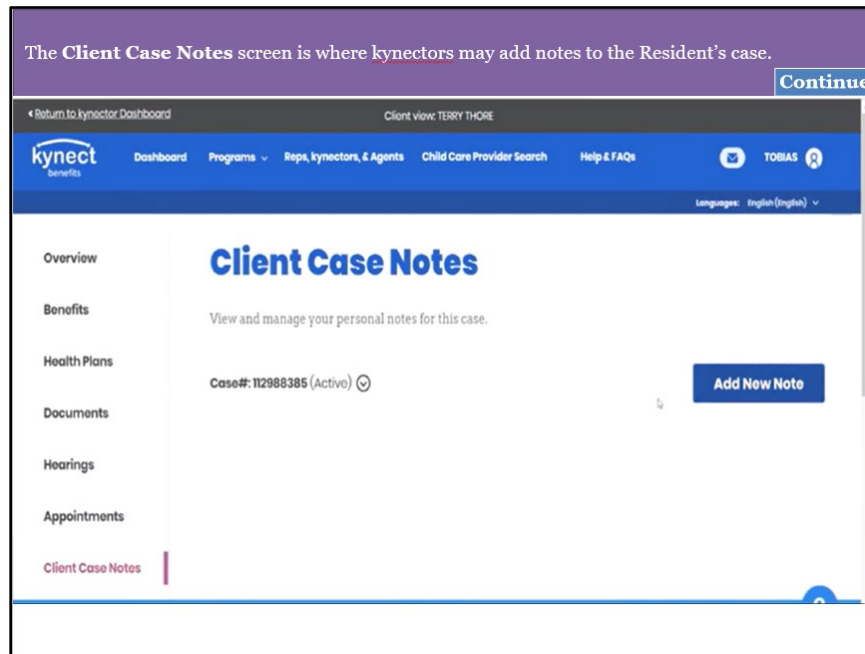 The Client Case Notes screen is where kynectors may add notes to the Resident's case.
Continue
Return to kynector Dashboard
Client view: TERRY THORE
kynect
benefits
Dashboard
Programs
Reps, kynectors, & Agents
Child Care Provider Search
Help & FAQs
TOBIAS
Languages: English (English)
Overview
Benefits
Health Plans
Documents
Hearings
Appointments
Client Case Notes
Client Case Notes
View and manage your personal notes for this case.
Case#: 112988385 (Active)
Add New Note